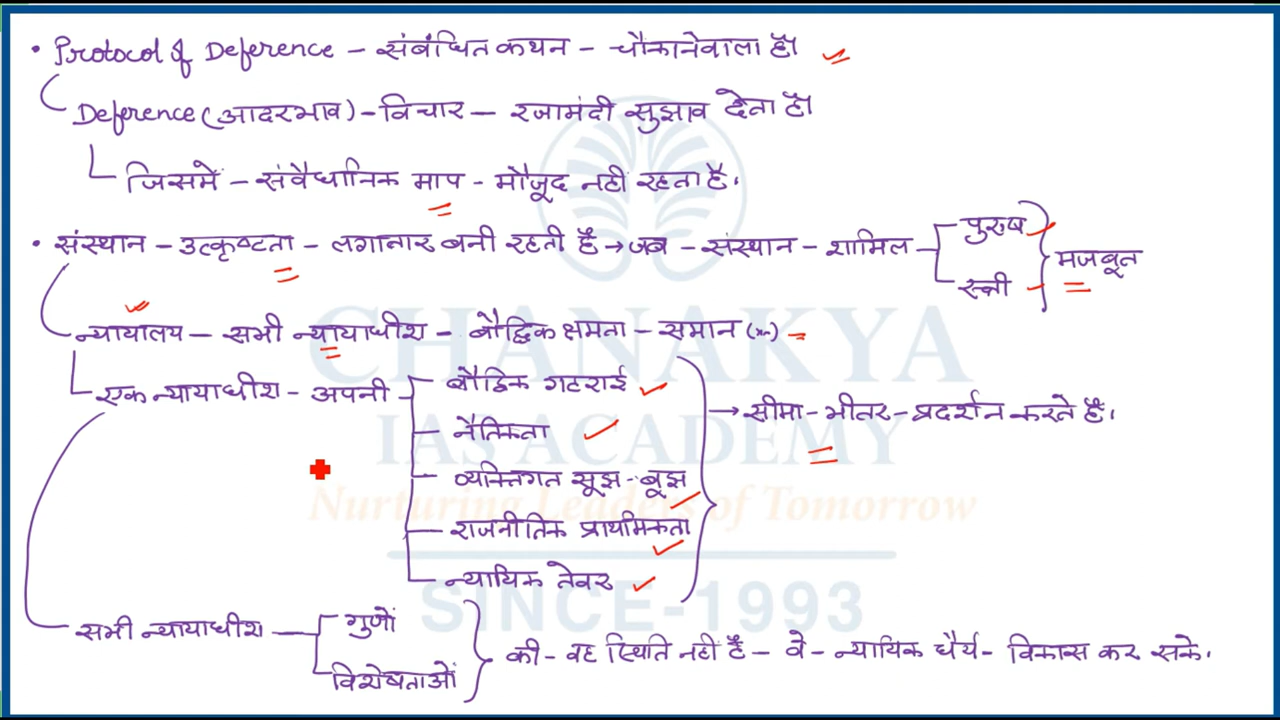 • Protocol of Deference – संबंधित कथन – चौकानेवाला है।
Deference (आदरभाव) – विचार – रजामंदी सुझाव देता है।
जिसमे – संवैधानिक माप – मौजूद नही रहता है.
• संस्थान – उत्कृष्टता – लगातार बनी रहती है → जब – संस्थान – शामिल
पुरुष
स्त्री
मजबूत
न्यायालय – सभी न्यायाधीश – बौद्धिक क्षमता – समान (x)
एक न्यायाधीश – अपनी
बौद्धिक गहराई
नैतिकता
व्यक्तिगत सूझ-बूझ
राजनीतिक प्राथमिकता
न्यायिक तेवर
→ सीमा – भीतर – प्रदर्शन करते है.
सभी न्यायाधीश
गुणों
विशेषताओं
की – वह स्थिति नही है – वे – न्यायिक धैर्य – विकास कर सके.
CHANAKYA
IAS ACADEMY
Nurturing Leaders of Tomorrow
SINCE-1993